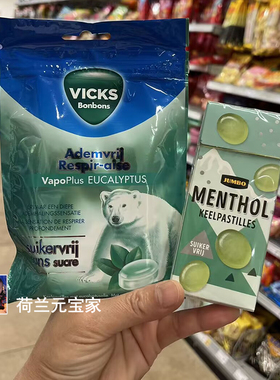 VICKS
Bonbons
Ademvrij
Respir-aise
VapoPlus EUCALYPTUS
suikervrij
sans sucre
JUMBO
MENTHOL
KEELPASTILLES
SUIKER
VRIJ
荷兰元宝家